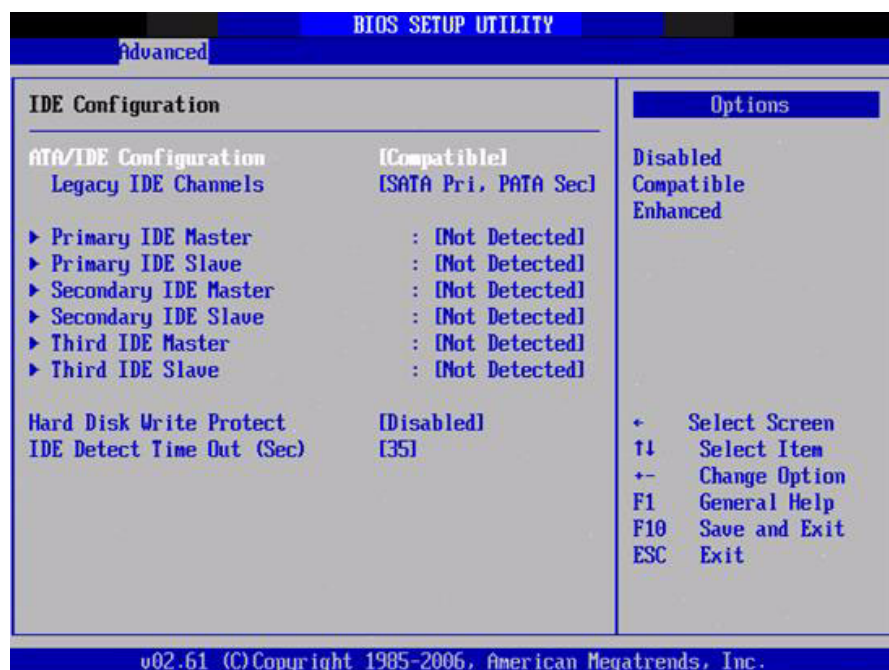 BIOS SETUP UTILITY
Advanced
IDE Configuration
ATA/IDE Configuration [Compatible]
Legacy IDE Channels [SATA Pri, PATA Sec]
▶ Primary IDE Master : [Not Detected]
▶ Primary IDE Slave : [Not Detected]
▶ Secondary IDE Master : [Not Detected]
▶ Secondary IDE Slave : [Not Detected]
▶ Third IDE Master : [Not Detected]
▶ Third IDE Slave : [Not Detected]
Hard Disk Write Protect [Disabled]
IDE Detect Time Out (Sec) [35]
Options
Disabled
Compatible
Enhanced
← Select Screen
↑↓ Select Item
+- Change Option
F1 General Help
F10 Save and Exit
ESC Exit
v02.61 (C)Copyright 1985-2006, American Megatrends, Inc.